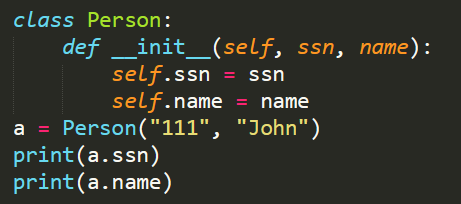 class Person:
    def __init__(self, ssn, name):
        self.ssn = ssn
        self.name = name
a = Person("111", "John")
print(a.ssn)
print(a.name)